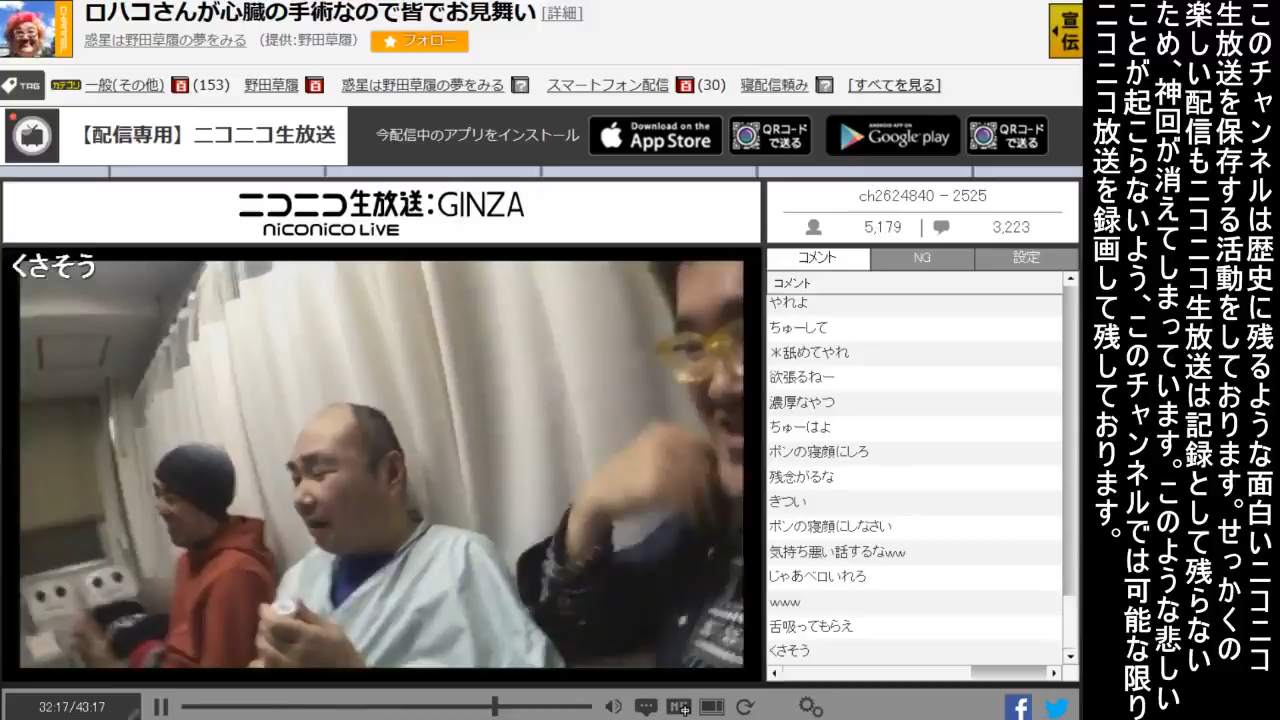 CHANNEL
ロハコさんが心臓の手術なので皆でお見舞い [詳細]
惑星は野田草履の夢をみる （提供:野田草履）
★ フォロー
宣伝
TAG
カテゴリ 一般(その他) 百 (153) 野田草履 百 惑星は野田草履の夢をみる ? スマートフォン配信 百 (30) 寝配信頼み ? [すべてを見る]
【配信専用】ニコニコ生放送
今配信中のアプリをインストール
Download on the App Store
QRコードで送る
ANDROID APP ON Google play
QRコードで送る
ニコニコ生放送:GINZA
niconico Live
ch2624840 - 2525
5,179 | 3,223
コメント NG 設定
コメント
やれよ
ちゅーして
＊舐めてやれ
欲張るねー
濃厚なやつ
ちゅーはよ
ボンの寝顔にしろ
残念がるな
きつい
ボンの寝顔にしなさい
気持ち悪い話するなww
じゃあベロいれろ
www
舌吸ってもらえ
くさそう
くさそう
32:17/43:17
このチャンネルは歴史に残るような面白いニコニコ
生放送を保存する活動をしております。せっかくの
楽しい配信もニコニコ生放送は記録として残らない
ため、神回が消えてしまっています。このような悲しい
ことが起こらないよう、このチャンネルでは可能な限り
ニコニコ放送を録画して残しております。